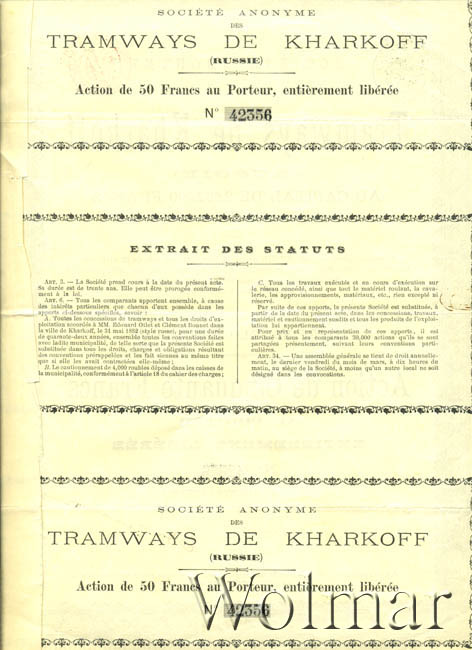 SOCIÉTÉ ANONYME
DES
TRAMWAYS DE KHARKOFF
(RUSSIE)
Action de 50 Francs au Porteur, entièrement libérée
N° 42356
EXTRAIT DES STATUTS
ART. 3. — La Société prend cours à la date du présent acte.
Sa durée est de trente ans. Elle peut être prorogée conformé-
ment à la loi.
ART. 6. — Tous les comparants apportent ensemble, à cause
des intérêts particuliers que chacun d'eux possède dans les
apports ci-dessous spécifiés, savoir :
A. Toutes les concessions de tramways et tous les droits d'ex-
ploitation accordés à MM. Edouard Otlet et Clément Bonnet dans
la ville de Kharkoff, le 31 mai 1882 (style russe), pour une durée
de quarante-deux années, ensemble toutes les conventions faites
avec ladite municipalité, de telle sorte que la présente Société est
substituée dans tous les droits, charges et obligations résultant
des conventions prérappelées et les fait siennes au même titre
que si elle les avait contractées elle-même;
B. Le cautionnement de 4,000 roubles déposé dans les caisses de
la municipalité, conformément à l'article 18 du cahier des charges;
C. Tous les travaux exécutés et en cours d'exécution sur
le réseau concédé, ainsi que tout le matériel roulant, la cava-
lerie, les approvisionnements, matériaux, etc., rien excepté ni
réservé.
Par suite de ces apports, la présente Société est substituée, à
partir de la date du présent acte, dans les concessions, travaux,
matériel et cautionnement susdits et tous les produits de l'exploi-
tation lui appartiennent.
Pour prix et en représentation de ces apports, il est
attribué à tous les comparants 30,000 actions qu'ils se sont
partagées présentement, suivant leurs conventions parti-
culières.
ART. 34. — Une assemblée générale se tient de droit annuelle-
ment, le dernier vendredi du mois de mars, à dix heures du
matin, au siège de la Société, à moins qu'un autre local ne soit
désigné dans les convocations.
SOCIÉTÉ ANONYME
DES
TRAMWAYS DE KHARKOFF
(RUSSIE)
Action de 50 Francs au Porteur, entièrement libérée
N° 42356
Wolmar